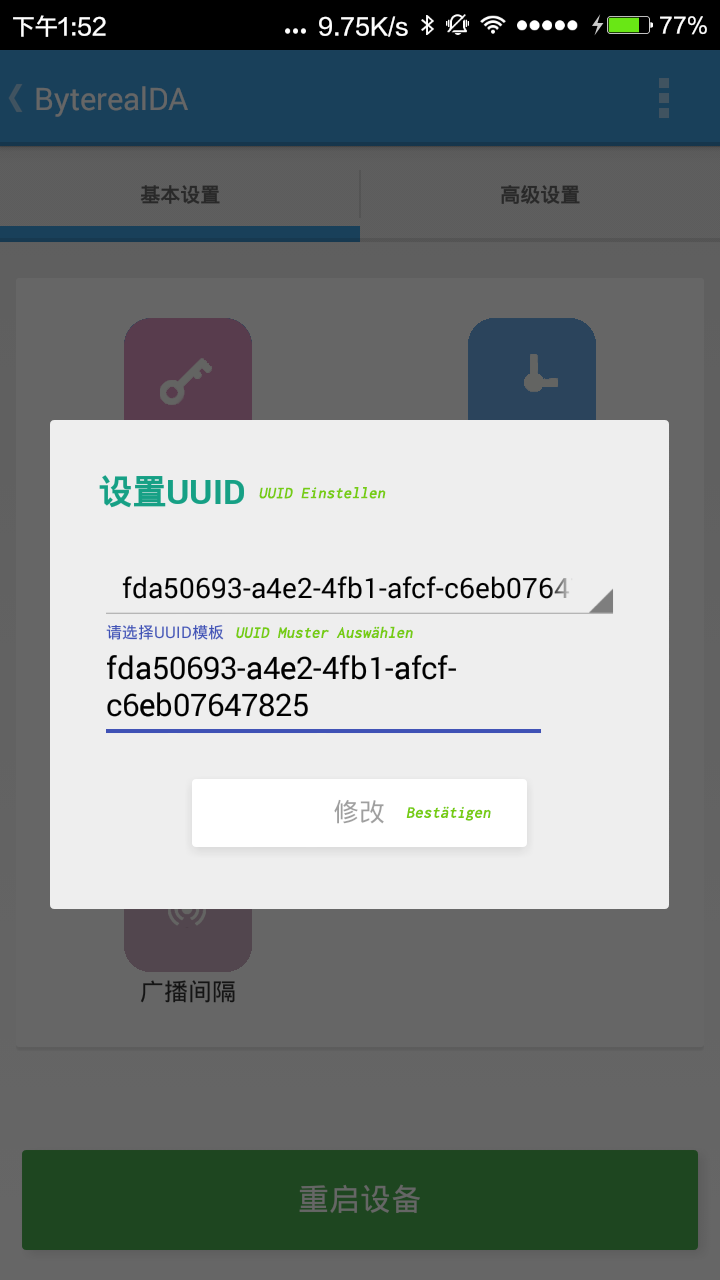 下午1:52 ... 9.75K/s 77%
ByterealDA
基本设置 高级设置
设置UUID UUID Einstellen
fda50693-a4e2-4fb1-afcf-c6eb0764
请选择UUID模板 UUID Muster Auswählen
fda50693-a4e2-4fb1-afcf-
c6eb07647825
修改 Bestätigen
广播间隔
重启设备